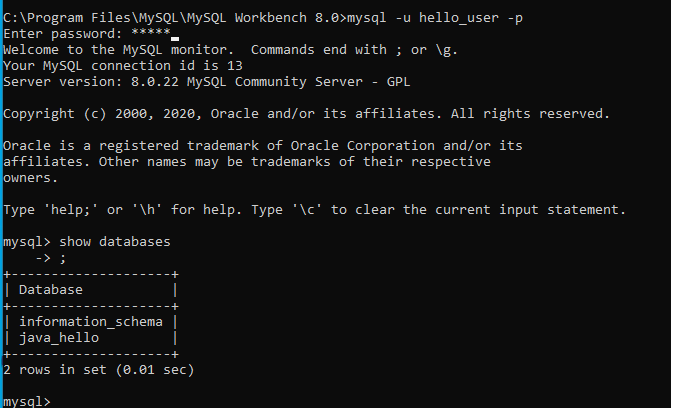 C:\Program Files\MySQL\MySQL Workbench 8.0>mysql -u hello_user -p
Enter password: *****
Welcome to the MySQL monitor.  Commands end with ; or \g.
Your MySQL connection id is 13
Server version: 8.0.22 MySQL Community Server - GPL
Copyright (c) 2000, 2020, Oracle and/or its affiliates. All rights reserved.
Oracle is a registered trademark of Oracle Corporation and/or its
affiliates. Other names may be trademarks of their respective
owners.
Type 'help;' or '\h' for help. Type '\c' to clear the current input statement.
mysql> show databases
    -> ;
+--------------------+
| Database           |
+--------------------+
| information_schema |
| java_hello         |
+--------------------+
2 rows in set (0.01 sec)
mysql>